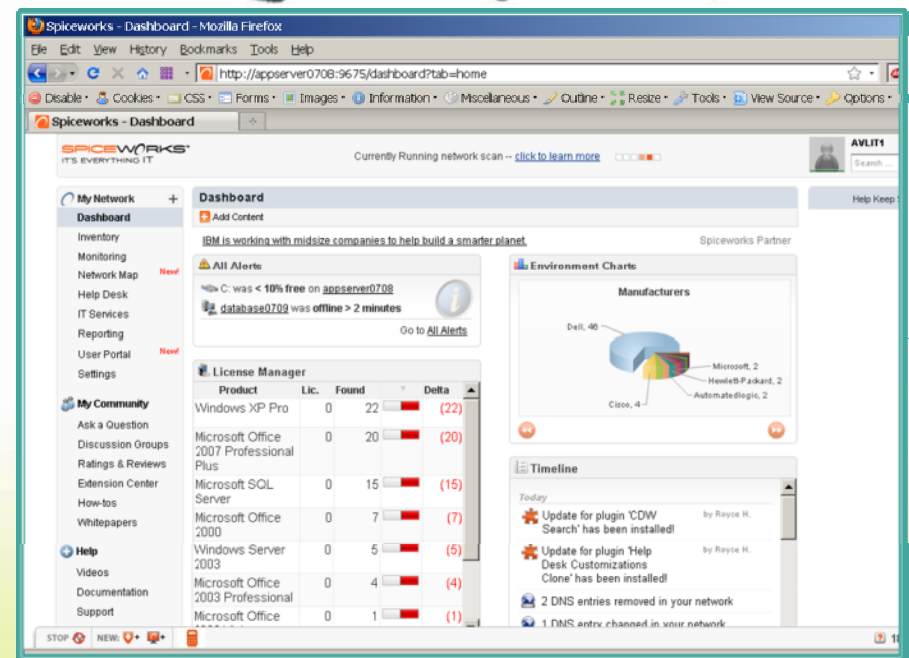 Spiceworks - Dashboard - Mozilla Firefox
File Edit View History Bookmarks Tools Help
http://appserver0708:9675/dashboard?tab=home
Disable Cookies CSS Forms Images Information Miscellaneous Outline Resize Tools View Source Options
Spiceworks - Dashboard
SPICEWORKS
IT'S EVERYTHING IT
Currently Running network scan -- click to learn more
AVLIT1
Search ...
My Network +
Dashboard
Inventory
Monitoring
Network Map New!
Help Desk
IT Services
Reporting
User Portal New!
Settings
My Community
Ask a Question
Discussion Groups
Ratings & Reviews
Extension Center
How-tos
Whitepapers
Help
Videos
Documentation
Support
Dashboard
Add Content
IBM is working with midsize companies to help build a smarter planet.
Spiceworks Partner
All Alerts
C: was < 10% free on appserver0708
database0709 was offline > 2 minutes
Go to All Alerts
License Manager
Product Lic. Found Delta
Windows XP Pro 0 22 (22)
Microsoft Office 2007 Professional Plus 0 20 (20)
Microsoft SQL Server 0 15 (15)
Microsoft Office 2000 0 7 (7)
Windows Server 2003 0 5 (5)
Microsoft Office 2003 Professional 0 4 (4)
Microsoft Office 0 1 (1)
Environment Charts
Manufacturers
Dell, 46
Microsoft, 2
Hewlett-Packard, 2
Automatedlogic, 2
Cisco, 4
Timeline
Today
Update for plugin 'CDW Search' has been installed! by Royce H.
Update for plugin 'Help Desk Customizations Clone' has been installed! by Royce H.
2 DNS entries removed in your network
1 DNS entry changed in your network
Help Keep
STOP NEW: